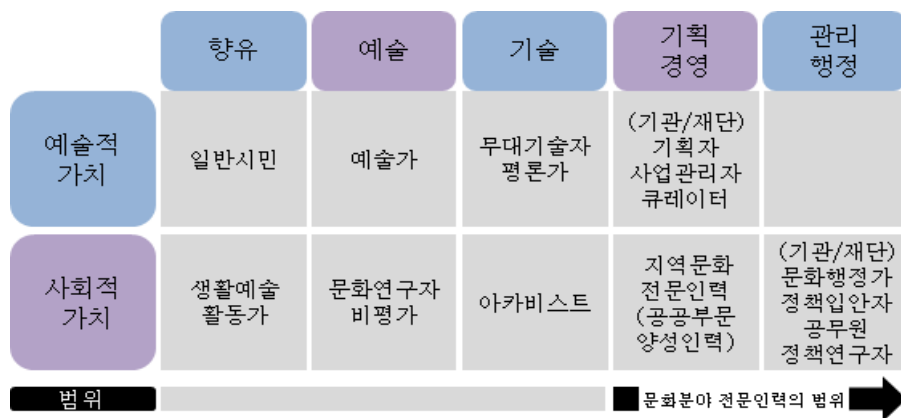 향유
예술
기술
기획
경영
관리
행정
예술적
가치
일반시민
예술가
무대기술자
평론가
(기관/재단)
기획자
사업관리자
큐레이터
사회적
가치
생활예술
활동가
문화연구자
비평가
아카비스트
지역문화
전문인력
(공공부문
양성인력)
(기관/재단)
문화행정가
정책입안자
공무원
정책연구자
범위
문화분야 전문인력의 범위